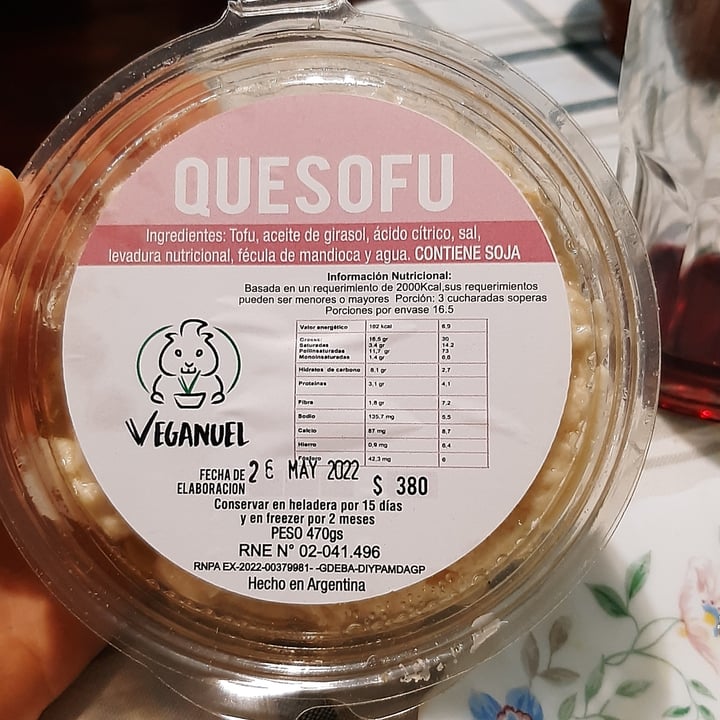 QUESOFU
Ingredientes: Tofu, aceite de girasol, ácido cítrico, sal,
levadura nutricional, fécula de mandioca y agua. CONTIENE SOJA
Información Nutricional:
Basada en un requerimiento de 2000Kcal,sus requerimientos
pueden ser menores o mayores Porción: 3 cucharadas soperas
Porciones por envase 16.5
Valor energético 182 kcal 6,9
Grasas 16,5 gr 30
Saturadas 3,4 gr 14.2
Poliinsaturadas 11,7 gr 73
Monoinsaturadas 1,4 gr 6,6
Hidratos de carbono 8,1 gr 2,7
Proteínas 3,1 gr 4,1
Fibra 1,8 gr 7,2
Sodio 135,7 mg 5,5
Calcio 87 mg 8,7
Hierro 0,9 mg 6,4
Fósforo 42,3 mg 6
VEGANUEL
FECHA DE
ELABORACION 26 MAY 2022
$ 380
Conservar en heladera por 15 días
y en freezer por 2 meses
PESO 470gs
RNE N° 02-041.496
RNPA EX-2022-00379981- -GDEBA-DIYPAMDAGP
Hecho en Argentina